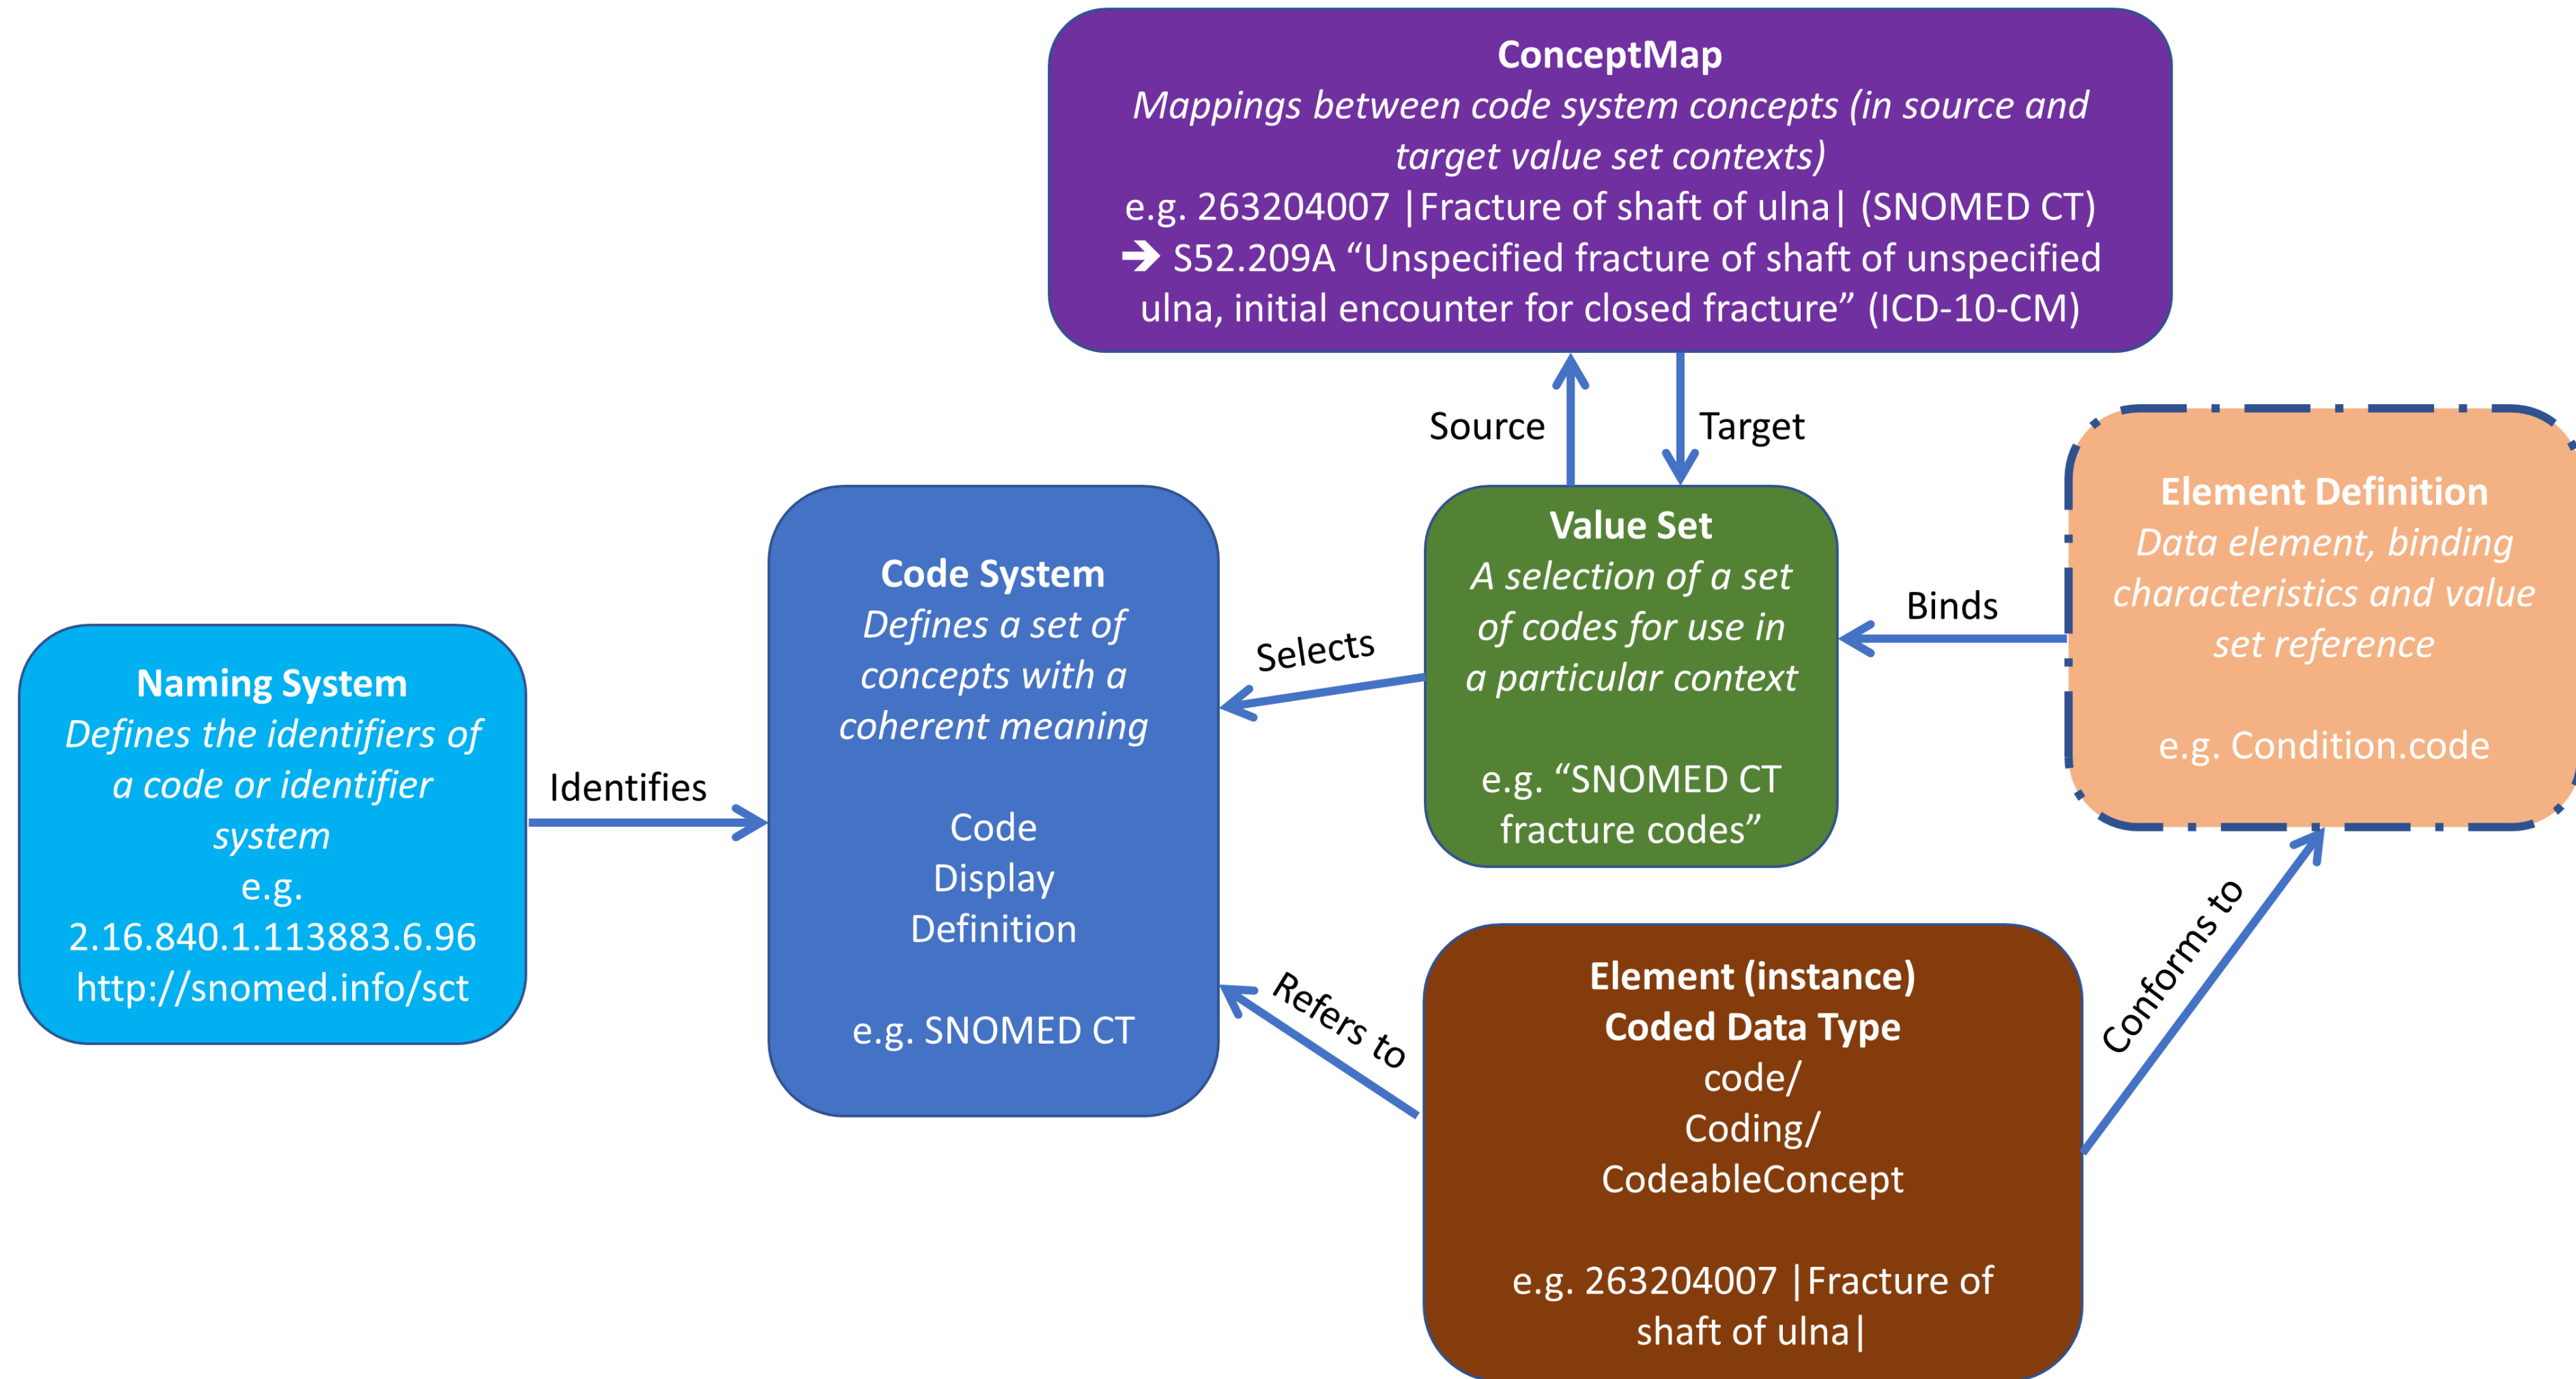 ConceptMap
Mappings between code system concepts (in source and
target value set contexts)
e.g. 263204007 |Fracture of shaft of ulna| (SNOMED CT)
➔ S52.209A “Unspecified fracture of shaft of unspecified
ulna, initial encounter for closed fracture” (ICD-10-CM)
Source
Target
Naming System
Defines the identifiers of
a code or identifier
system
e.g.
2.16.840.1.113883.6.96
http://snomed.info/sct
Identifies
Code System
Defines a set of
concepts with a
coherent meaning
Code
Display
Definition
e.g. SNOMED CT
Selects
Value Set
A selection of a set
of codes for use in
a particular context
e.g. “SNOMED CT
fracture codes”
Binds
Element Definition
Data element, binding
characteristics and value
set reference
e.g. Condition.code
Refers to
Element (instance)
Coded Data Type
code/
Coding/
CodeableConcept
e.g. 263204007 |Fracture of
shaft of ulna|
Conforms to